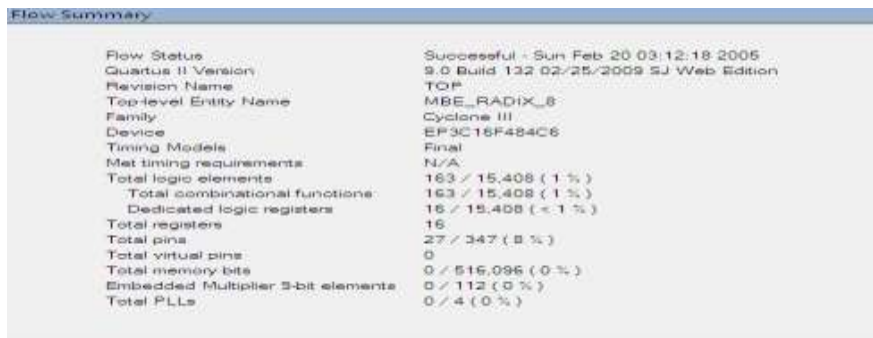 Flow Summary
Flow Status Successful - Sun Feb 20 03:12:18 2005
Quartus II Version 9.0 Build 132 02/25/2009 SJ Web Edition
Revision Name TOP
Top-level Entity Name MBE_RADIX_8
Family Cyclone III
Device EP3C16F484C6
Timing Models Final
Met timing requirements N/A
Total logic elements 163 / 15,408 ( 1 % )
Total combinational functions 163 / 15,408 ( 1 % )
Dedicated logic registers 16 / 15,408 ( < 1 % )
Total registers 16
Total pins 27 / 347 ( 8 % )
Total virtual pins 0
Total memory bits 0 / 516,096 ( 0 % )
Embedded Multiplier 9-bit elements 0 / 112 ( 0 % )
Total PLLs 0 / 4 ( 0 % )